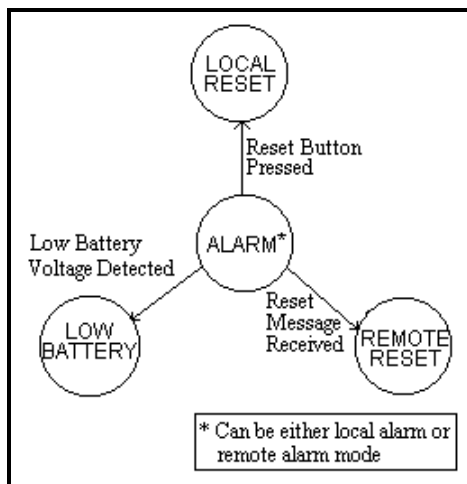 LOCAL
RESET
Reset Button
Pressed
ALARM*
Low Battery
Voltage Detected
LOW
BATTERY
Reset
Message
Received
REMOTE
RESET
* Can be either local alarm or
remote alarm mode